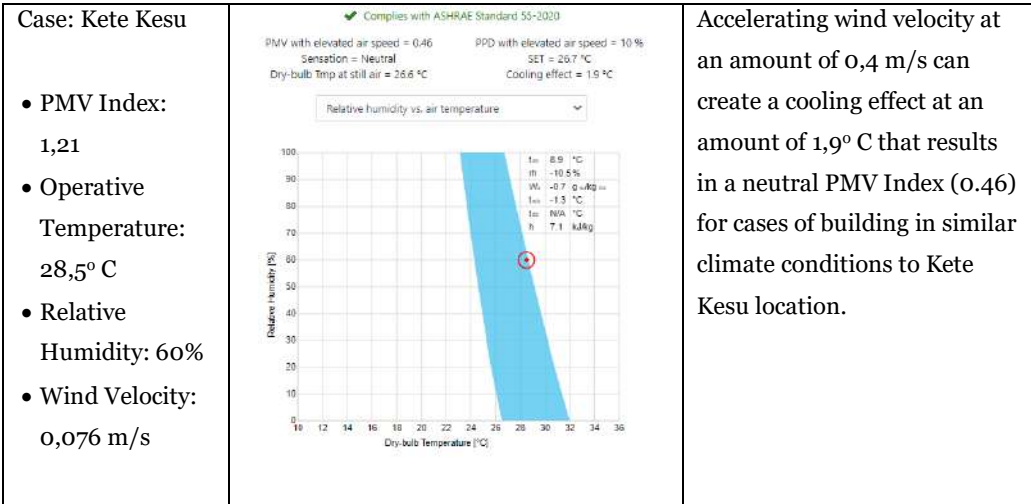 Case: Kete Kesu
• PMV Index:
1,21
• Operative
Temperature:
28,5° C
• Relative
Humidity: 60%
• Wind Velocity:
0,076 m/s
✔ Complies with ASHRAE Standard 55-2020
PMV with elevated air speed = 0.46
PPD with elevated air speed = 10 %
Sensation = Neutral
SET = 26.7 °C
Dry-bulb Tmp at still air = 26.6 °C
Cooling effect = 1.9 °C
Relative humidity vs. air temperature
8.9 °C
-10.5 %
-0.7
-1.3 °C
N/A °C
h 7.1 kJ/kg
Relative Humidity [%]
100
90
80
70
60
50
40
30
20
10
0
10 12 14 16 18 20 22 24 26 28 30 32 34 36
Dry-bulb Temperature [°C]
Accelerating wind velocity at
an amount of 0,4 m/s can
create a cooling effect at an
amount of 1,9° C that results
in a neutral PMV Index (0.46)
for cases of building in similar
climate conditions to Kete
Kesu location.